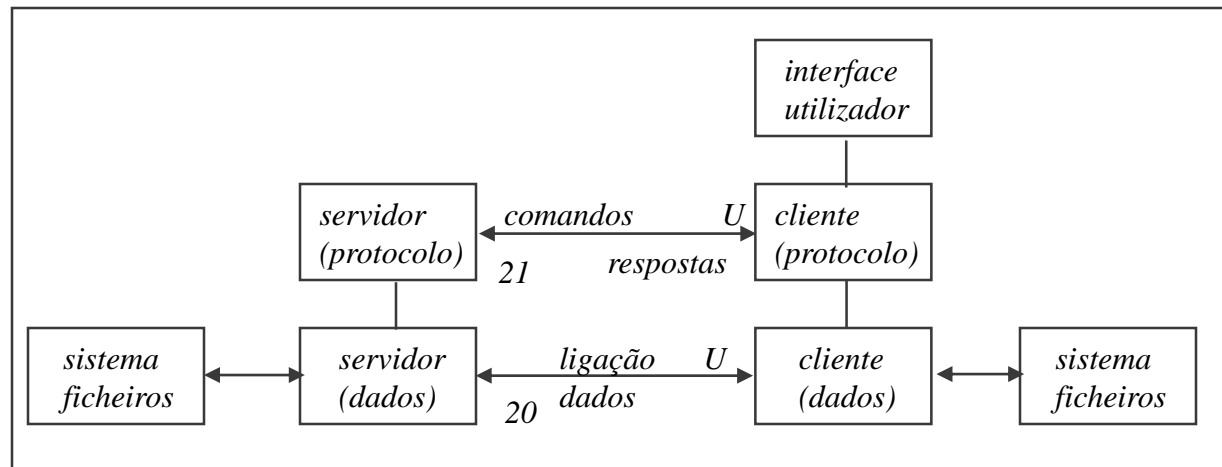 interface
utilizador
servidor
(protocolo)
comandos U
respostas
21
cliente
(protocolo)
sistema
ficheiros
servidor
(dados)
ligação U
dados
20
cliente
(dados)
sistema
ficheiros